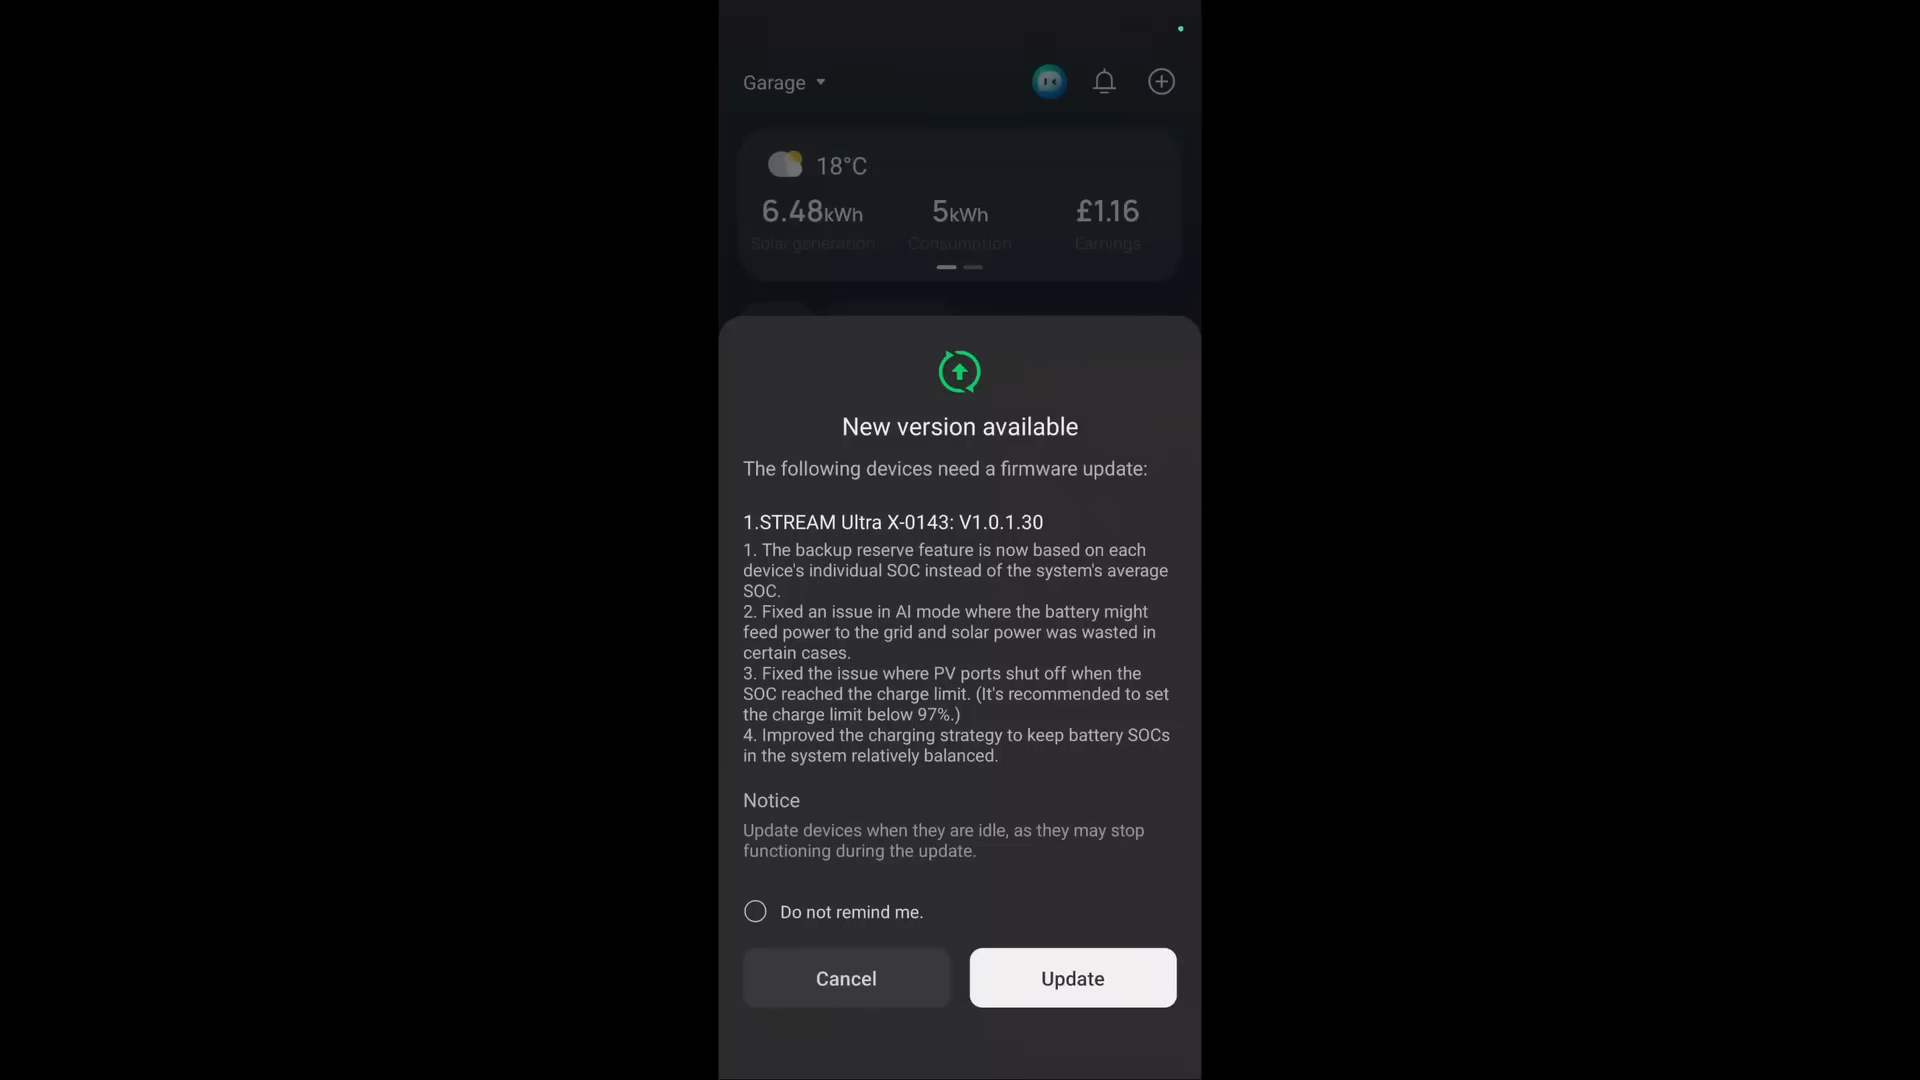 Garage
18°C
6.48kWh 5kWh £1.16
Solar generation Consumption Earnings
New version available
The following devices need a firmware update:
1.STREAM Ultra X-0143: V1.0.1.30
1. The backup reserve feature is now based on each
device's individual SOC instead of the system's average
SOC.
2. Fixed an issue in AI mode where the battery might
feed power to the grid and solar power was wasted in
certain cases.
3. Fixed the issue where PV ports shut off when the
SOC reached the charge limit. (It's recommended to set
the charge limit below 97%.)
4. Improved the charging strategy to keep battery SOCs
in the system relatively balanced.
Notice
Update devices when they are idle, as they may stop
functioning during the update.
Do not remind me.
Cancel Update